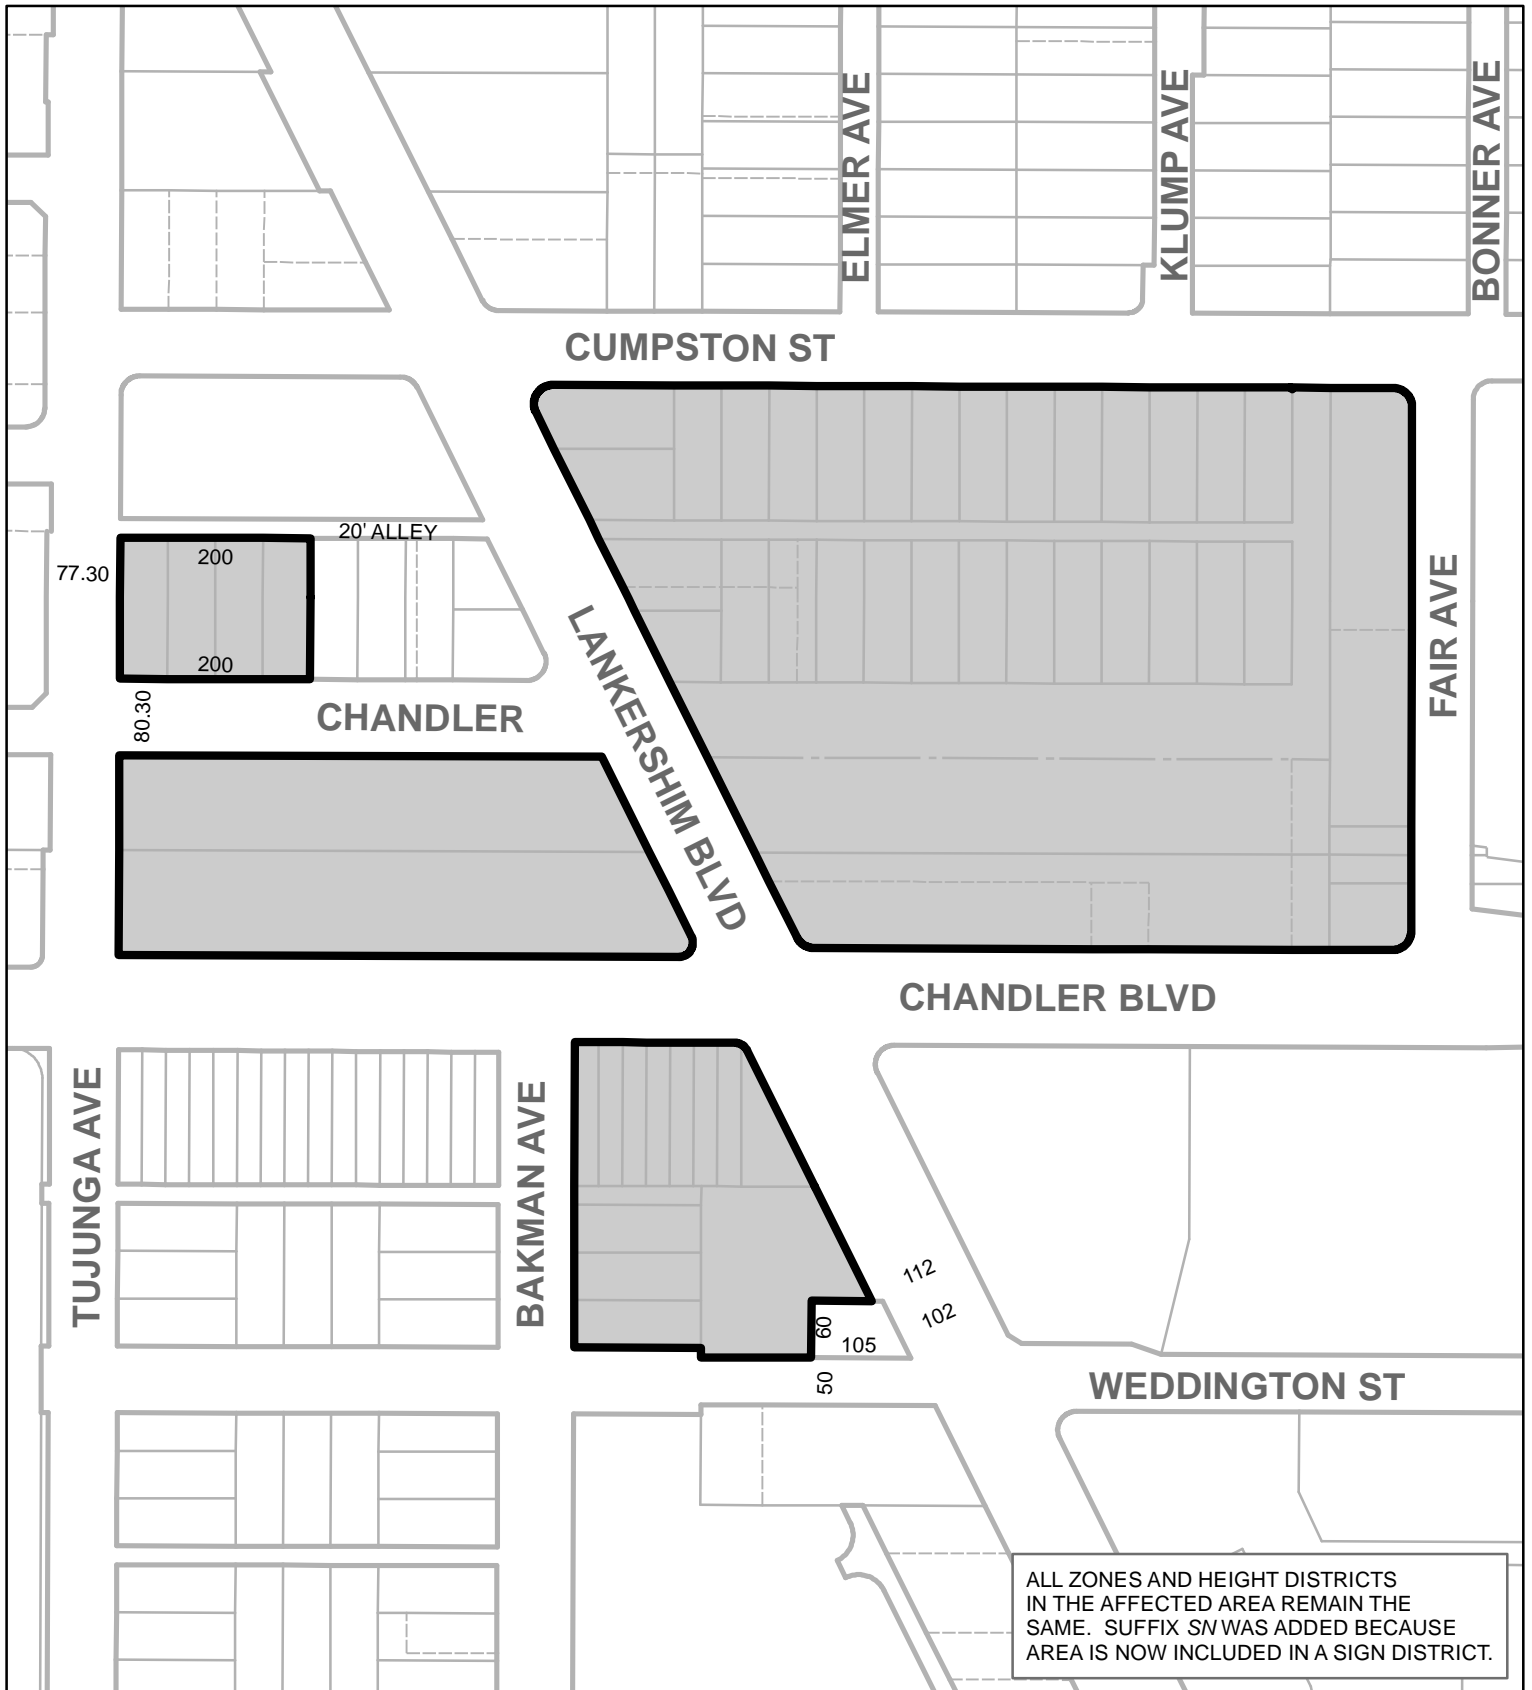 ELMER AVE
KLUMP AVE
BONNER AVE
CUMPSTON ST
20' ALLEY
200
77.30
200
80.30
CHANDLER
LANKERSHIM BLVD
FAIR AVE
CHANDLER BLVD
TUJUNGA AVE
BAKMAN AVE
112
102
60
105
50
WEDDINGTON ST
ALL ZONES AND HEIGHT DISTRICTS
IN THE AFFECTED AREA REMAIN THE
SAME. SUFFIX SN WAS ADDED BECAUSE
AREA IS NOW INCLUDED IN A SIGN DISTRICT.